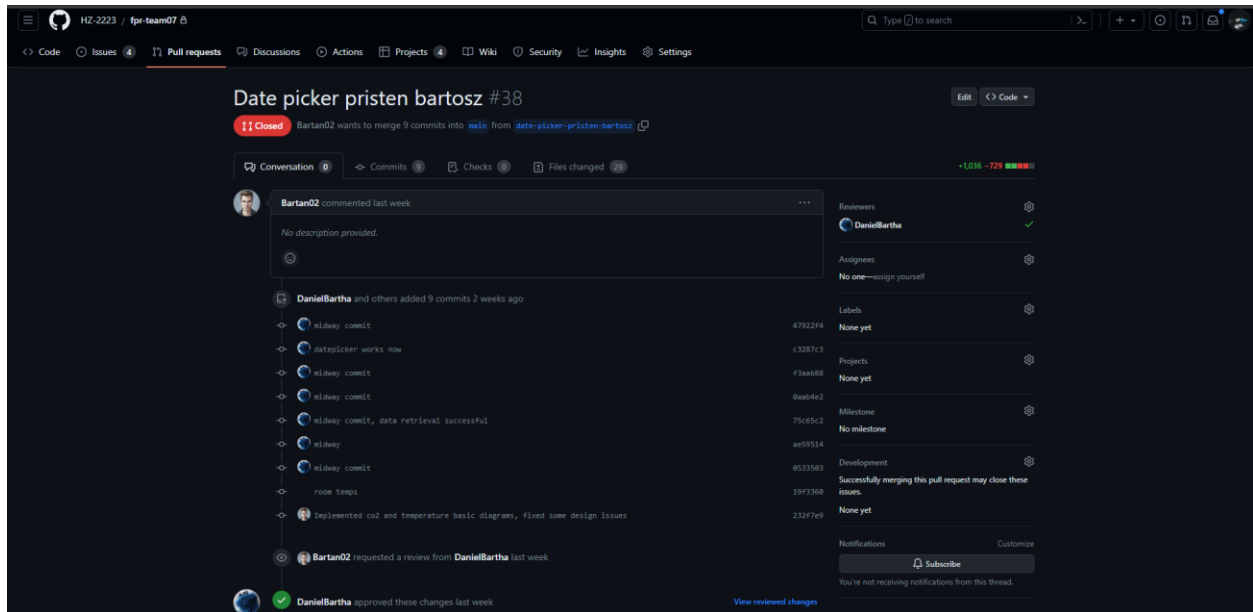 HZ-2223 / fpr-team07
Type / to search
<> Code Issues 4 Pull requests Discussions Actions Projects 4 Wiki Security Insights Settings
Date picker pristen bartosz #38
Edit <> Code
Closed Bartan02 wants to merge 9 commits into main from date-picker-pristen-bartosz
Conversation 0 Commits 9 Checks 0 Files changed 29
+1,036 −729
Bartan02 commented last week
No description provided.
DanielBartha and others added 9 commits 2 weeks ago
midway commit 47922f4
datepicker works now c3287c3
midway commit f3aab88
midway commit 0aab4e2
midway commit, data retrieval successful 75c65c2
midway ae59514
midway commit 0533503
room temps 19f3360
Implemented co2 and temperature basic diagrams, fixed some design issues 232f7e9
Bartan02 requested a review from DanielBartha last week
DanielBartha approved these changes last week View reviewed changes
Reviewers
DanielBartha
Assignees
No one—assign yourself
Labels
None yet
Projects
None yet
Milestone
No milestone
Development
Successfully merging this pull request may close these
issues.
None yet
Notifications Customize
Subscribe
You're not receiving notifications from this thread.